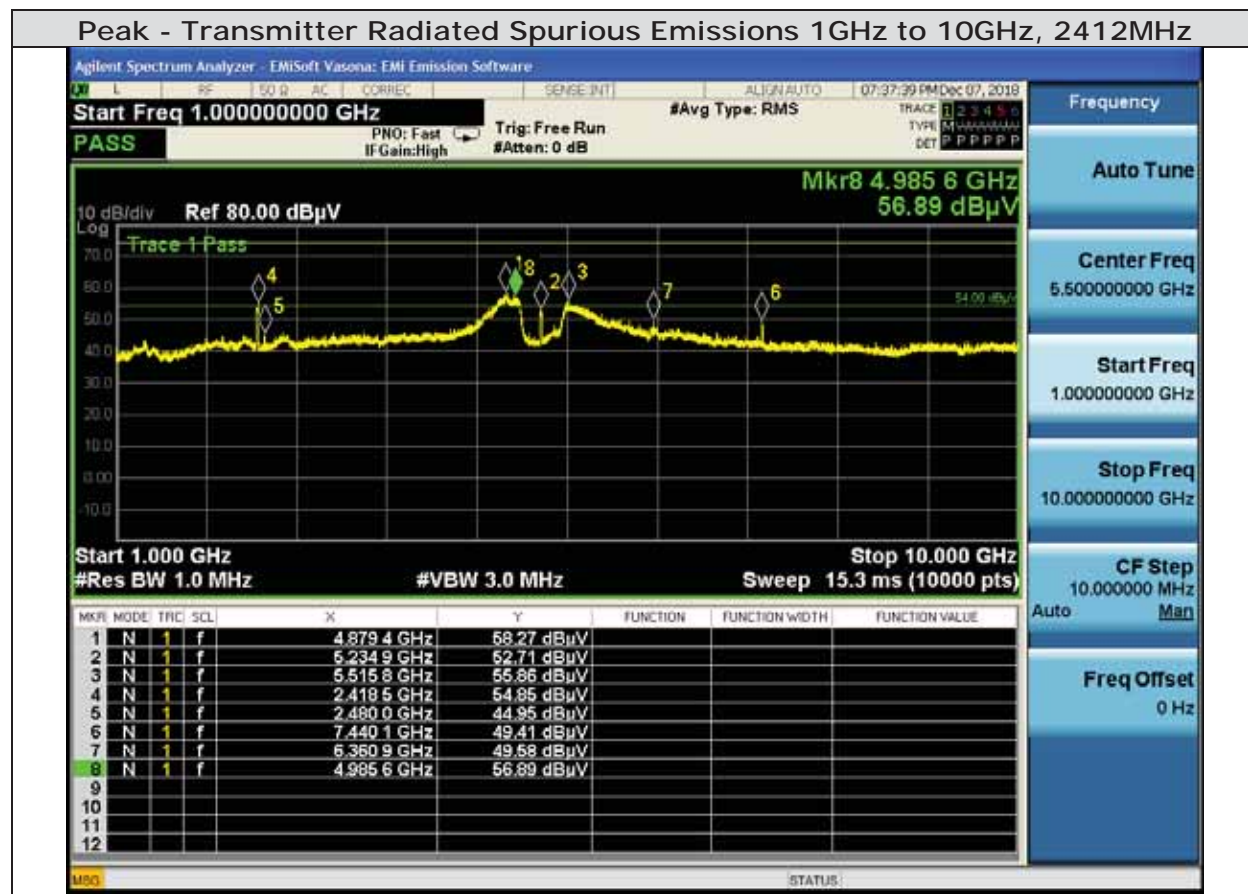 Peak - Transmitter Radiated Spurious Emissions 1GHz to 10GHz, 2412MHz
Agilent Spectrum Analyzer - EMiSoft Vasona: EMI Emission Software
L RF 50 Ω AC CORREC SENSE:INT ALIGN AUTO 07:37:39 PM Dec 07, 2018
Start Freq 1.000000000 GHz
PNO: Fast
IFGain:High
Trig: Free Run
#Atten: 0 dB
#Avg Type: RMS
TRACE 1 2 3 4 5 6
TYPE M
DET P P P P P P
PASS
Mkr8 4.985 6 GHz
56.89 dBµV
10 dB/div Ref 80.00 dBµV
Log
Trace 1 Pass
70.0
60.0
50.0
40.0
30.0
20.0
10.0
0.00
-10.0
4
5
1
8
2
3
7
6
54.00 dBµV
Start 1.000 GHz Stop 10.000 GHz
#Res BW 1.0 MHz #VBW 3.0 MHz Sweep 15.3 ms (10000 pts)
MKR MODE TRC SCL X Y FUNCTION FUNCTION WIDTH FUNCTION VALUE
1 N 1 f 4.879 4 GHz 58.27 dBµV
2 N 1 f 5.234 9 GHz 52.71 dBµV
3 N 1 f 5.515 8 GHz 55.86 dBµV
4 N 1 f 2.418 5 GHz 54.85 dBµV
5 N 1 f 2.480 0 GHz 44.95 dBµV
6 N 1 f 7.440 1 GHz 49.41 dBµV
7 N 1 f 6.360 9 GHz 49.58 dBµV
8 N 1 f 4.985 6 GHz 56.89 dBµV
9
10
11
12
MSG STATUS
Frequency
Auto Tune
Center Freq
5.500000000 GHz
Start Freq
1.000000000 GHz
Stop Freq
10.000000000 GHz
CF Step
10.000000 MHz
Auto Man
Freq Offset
0 Hz